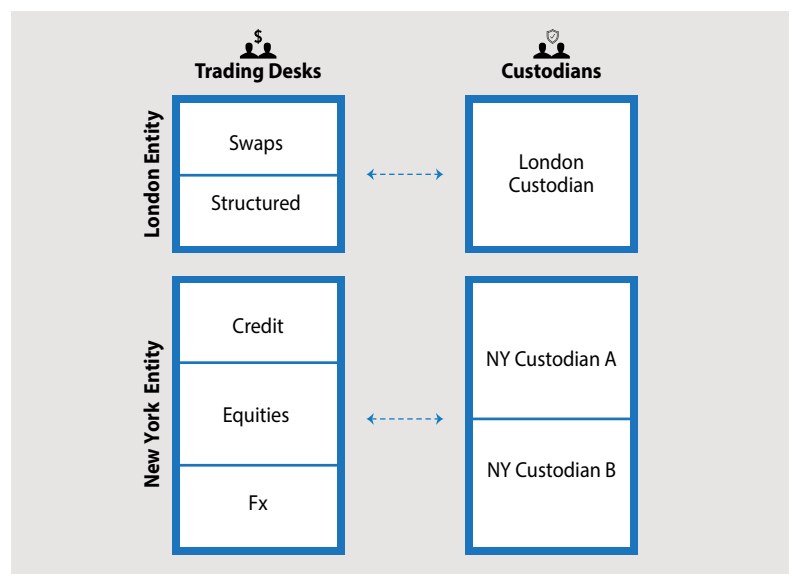 $
Trading Desks
Custodians
London Entity
Swaps
Structured
London
Custodian
New York Entity
Credit
Equities
Fx
NY Custodian A
NY Custodian B